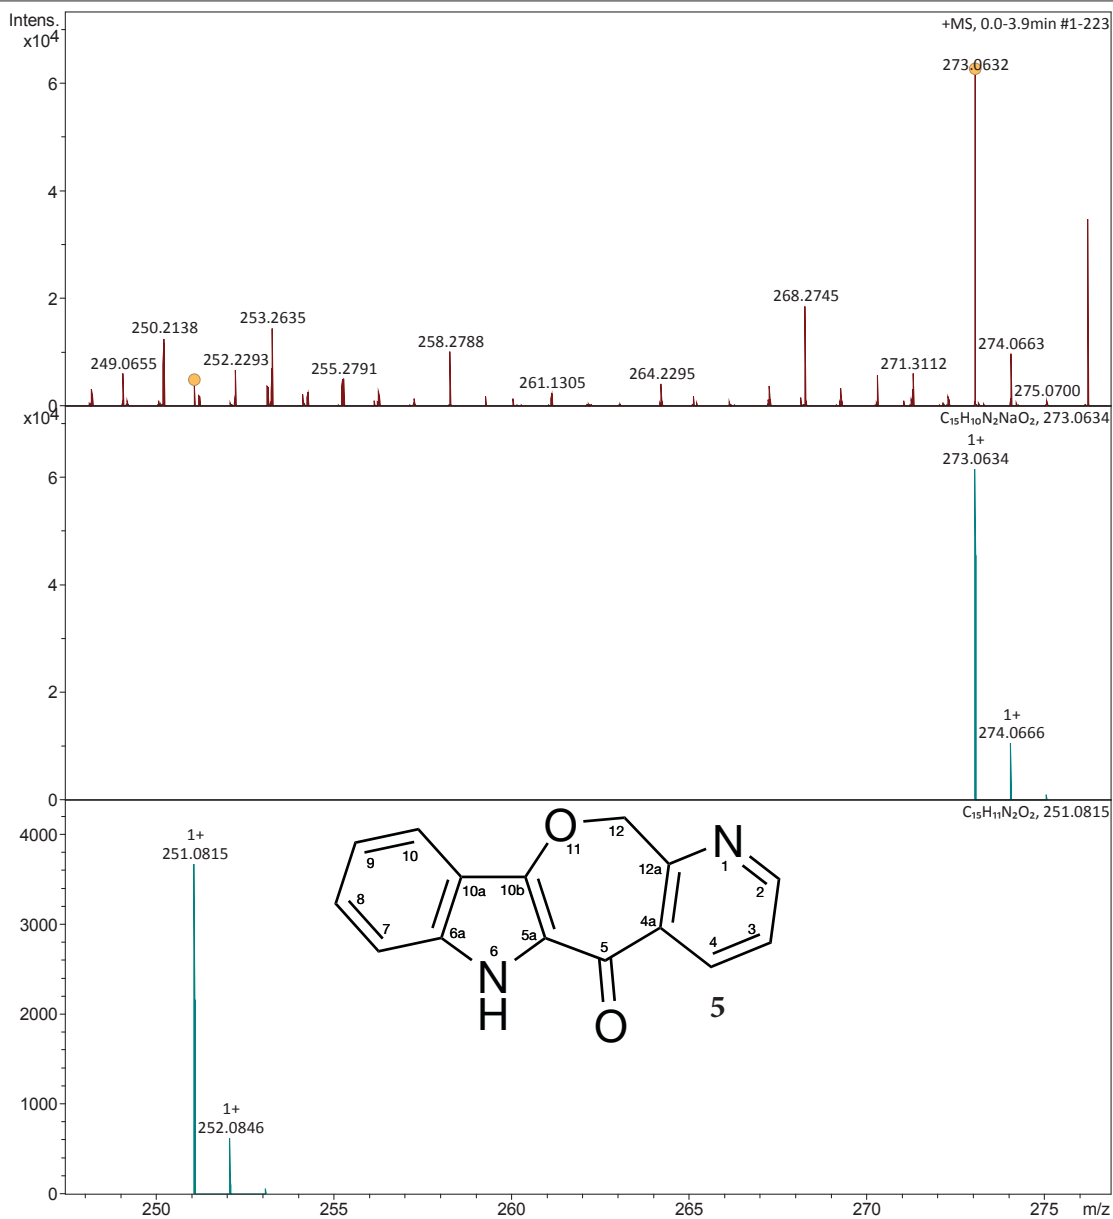 Intens.
x10⁴
+MS, 0.0-3.9min #1-223
273.0632
6
4
2
0
249.0655
250.2138
252.2293
253.2635
255.2791
258.2788
261.1305
264.2295
268.2745
271.3112
274.0663
275.0700
x10⁴
C₁₅H₁₀N₂NaO₂, 273.0634
1+
273.0634
6
4
2
0
1+
274.0666
C₁₅H₁₁N₂O₂, 251.0815
4000
3000
2000
1000
0
1+
251.0815
1+
252.0846
O
11
12
N
1
12a
2
3
4
4a
5
O
5a
6
N
H
6a
7
8
9
10
10a
10b
5
250
255
260
265
270
275
m/z